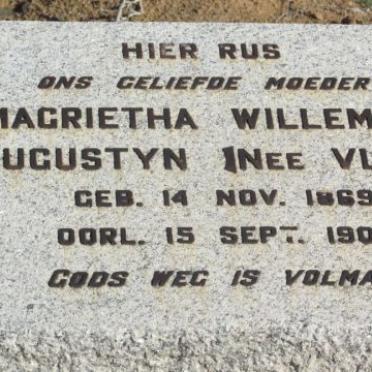 HIER RUS
ONS GELIEFDE MOEDER
MAGRIETHA WILLEM
UGUSTYN (NEE VL
GEB. 14 NOV. 1869
OORL. 15 SEPT. 190
GODS WEG IS VOLMA